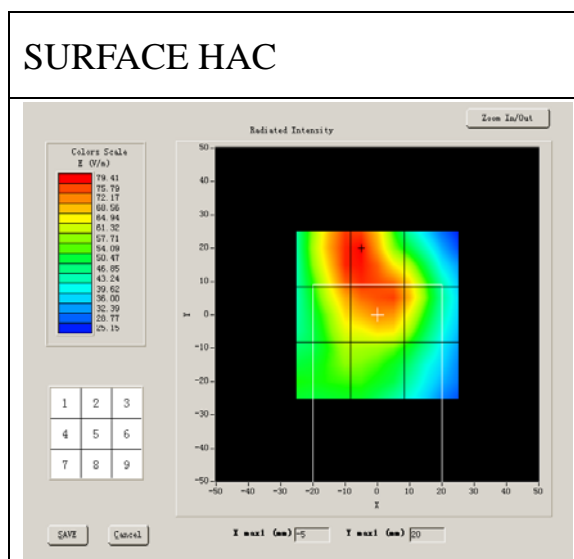 SURFACE HAC
Zoom In/Out
Radiated Intensity
Colors Scale
E (V/m)
79.41
75.79
72.17
68.56
64.94
61.32
57.71
54.09
50.47
46.85
43.24
39.62
36.00
32.39
28.77
25.15
50
40
30
20
10
Y 0
-10
-20
-30
-40
-50
-50 -40 -30 -20 -10 0 10 20 30 40 50
X
1 2 3
4 5 6
7 8 9
SAVE Cancel
X max1 (mm) -5 Y max1 (mm) 20